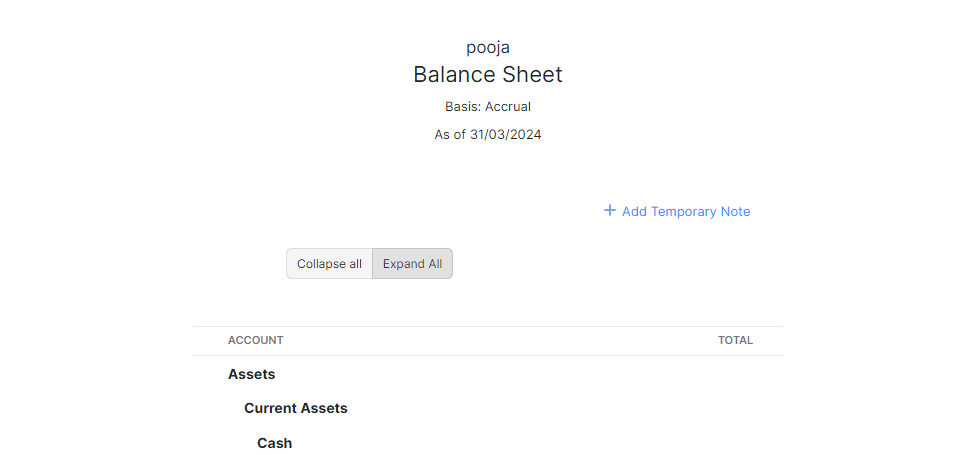 pooja
Balance Sheet
Basis: Accrual
As of 31/03/2024
+ Add Temporary Note
Collapse all Expand All
ACCOUNT TOTAL
Assets
Current Assets
Cash